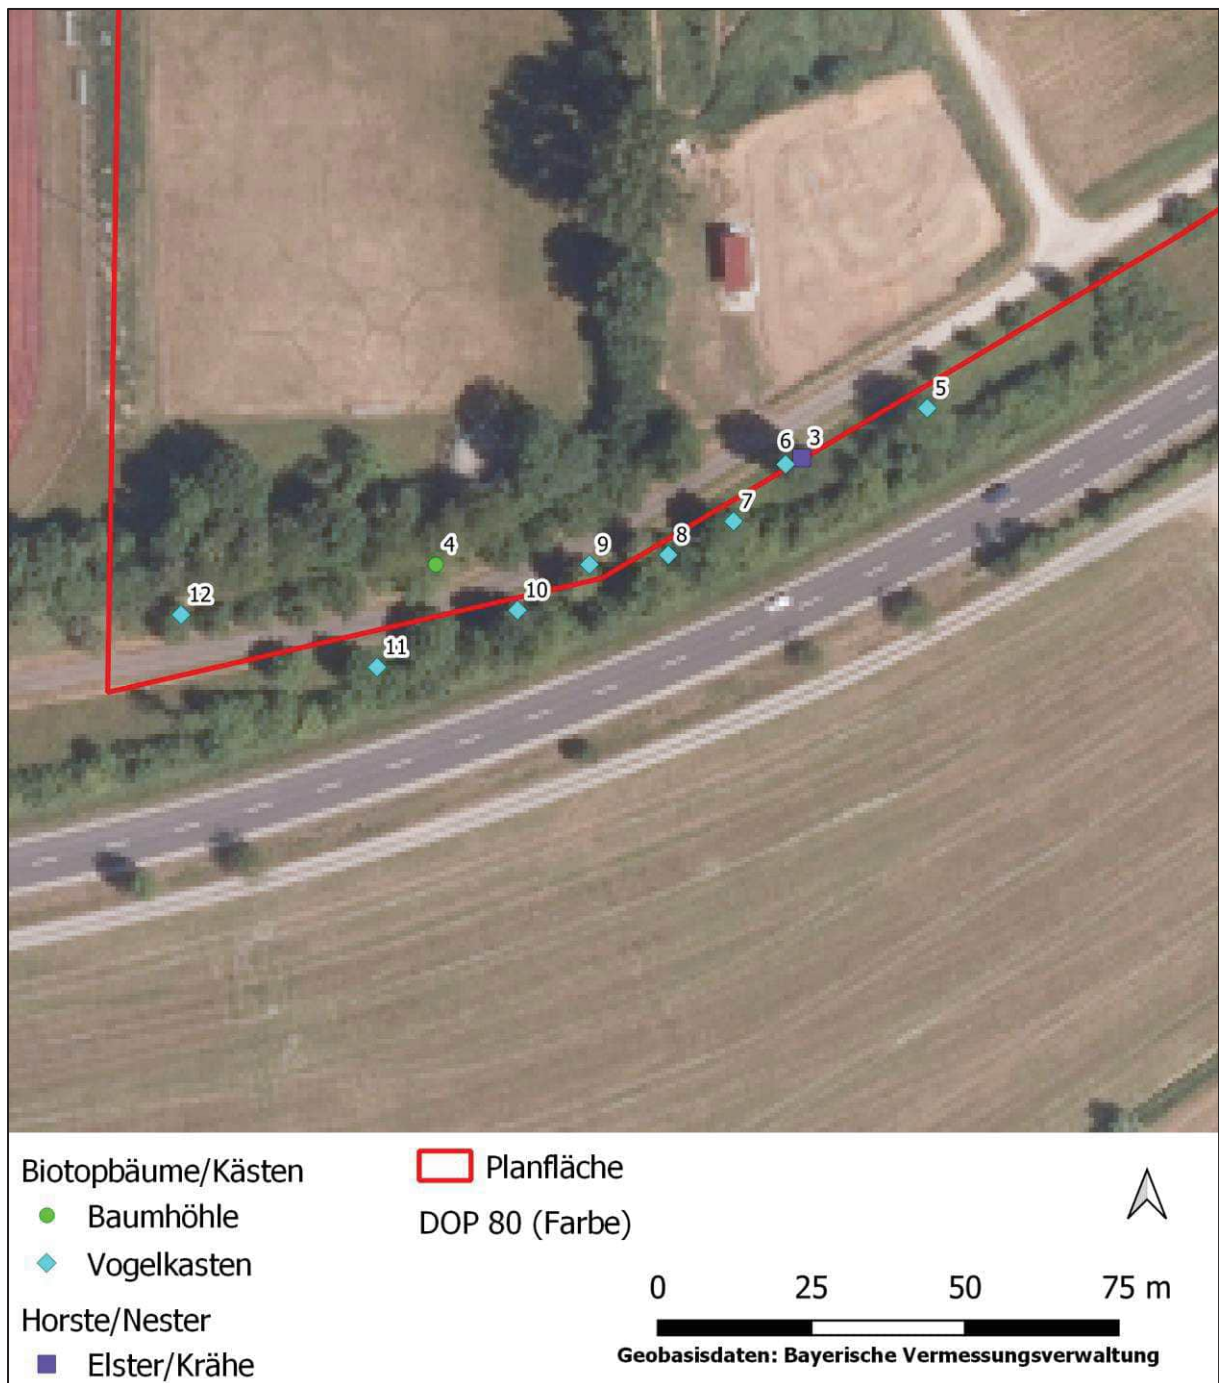 5
6 3
7
8
9
4
10
12
11
Biotopbäume/Kästen
Baumhöhle
Vogelkasten
Horste/Nester
Elster/Krähe
Planfläche
DOP 80 (Farbe)
0 25 50 75 m
Geobasisdaten: Bayerische Vermessungsverwaltung